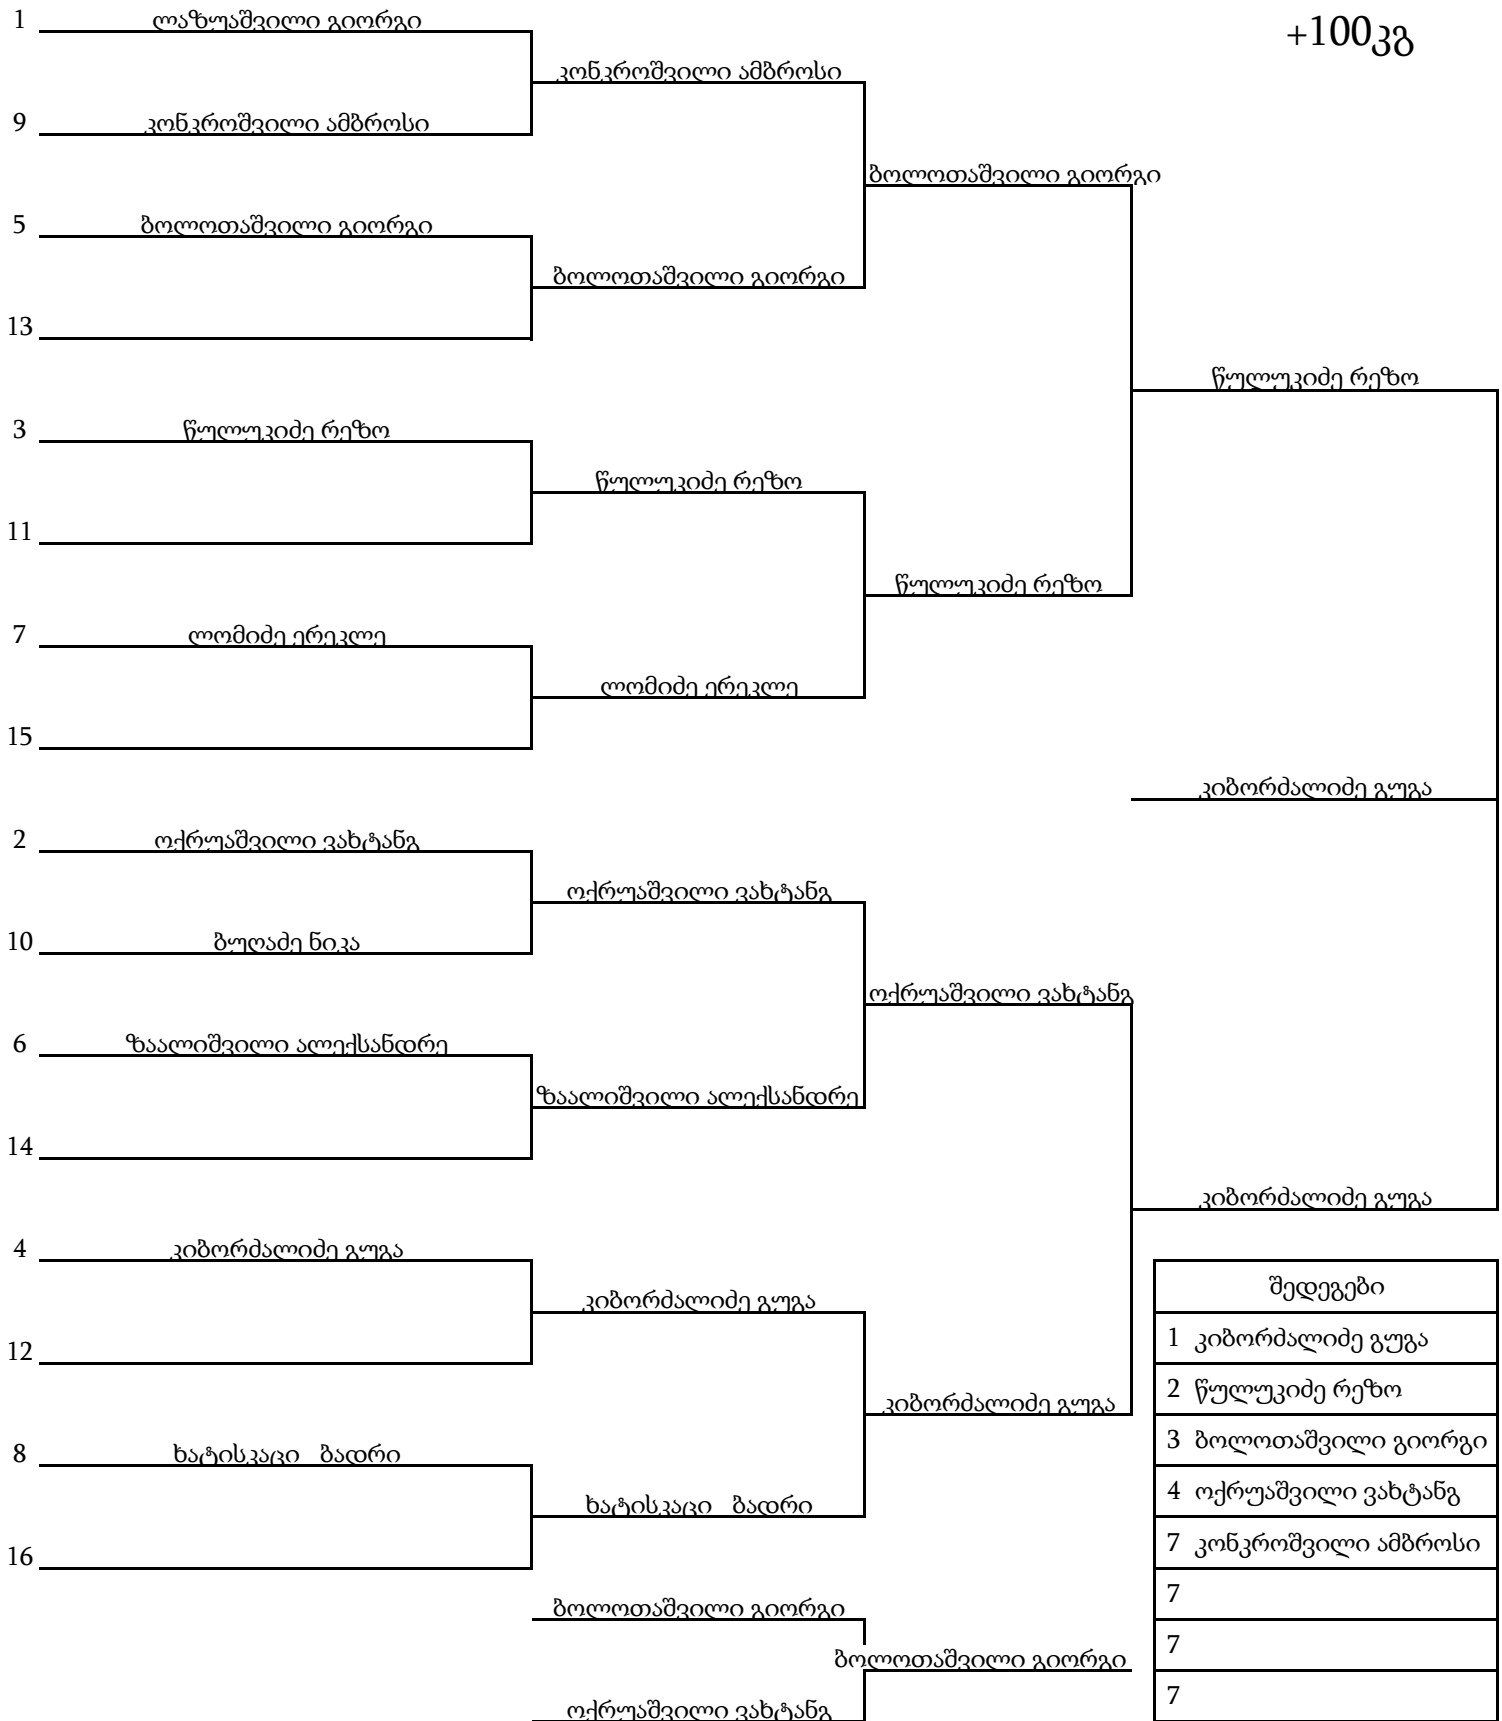 +100კგ
1 ლაზუაშვილი გიორგი
კონკროშვილი ამბროსი
9 კონკროშვილი ამბროსი
ბოლოთაშვილი გიორგი
5 ბოლოთაშვილი გიორგი
ბოლოთაშვილი გიორგი
13
წულუკიძე რეზო
3 წულუკიძე რეზო
წულუკიძე რეზო
11
წულუკიძე რეზო
7 ლომიძე ერეკლე
ლომიძე ერეკლე
15
კიბორძალიძე გუგა
2 ოქრუაშვილი ვახტანგ
ოქრუაშვილი ვახტანგ
10 ბუღაძე ნიკა
ოქრუაშვილი ვახტანგ
6 ზაალიშვილი ალექსანდრე
ზაალიშვილი ალექსანდრე
14
კიბორძალიძე გუგა
4 კიბორძალიძე გუგა
კიბორძალიძე გუგა
12
კიბორძალიძე გუგა
8 ხატისკაცი ბადრი
ხატისკაცი ბადრი
16
ბოლოთაშვილი გიორგი
ბოლოთაშვილი გიორგი
ოქრუაშვილი ვახტანგ
შედეგები
1 კიბორძალიძე გუგა
2 წულუკიძე რეზო
3 ბოლოთაშვილი გიორგი
4 ოქრუაშვილი ვახტანგ
7 კონკროშვილი ამბროსი
7
7
7